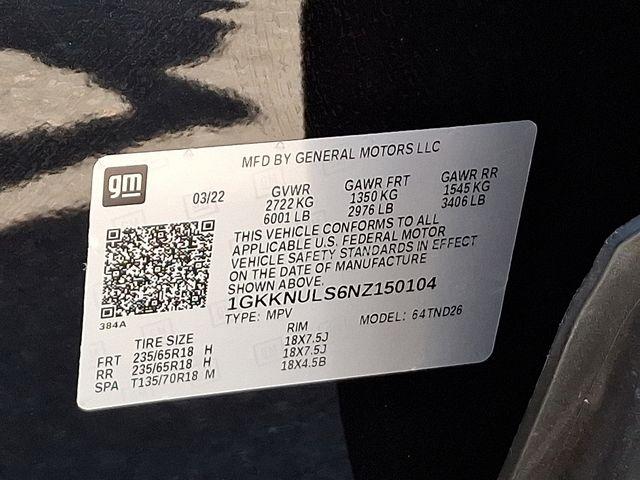 MFD BY GENERAL MOTORS LLC
gm
03/22 GVWR GAWR FRT GAWR RR
2722 KG 1350 KG 1545 KG
6001 LB 2976 LB 3406 LB
THIS VEHICLE CONFORMS TO ALL
APPLICABLE U.S. FEDERAL MOTOR
VEHICLE SAFETY STANDARDS IN EFFECT
ON THE DATE OF MANUFACTURE
SHOWN ABOVE.
1GKKNULS6NZ150104
384A
TYPE: MPV MODEL: 64TND26
TIRE SIZE RIM
FRT 235/65R18 H 18X7.5J
RR 235/65R18 H 18X7.5J
SPA T135/70R18 M 18X4.5B